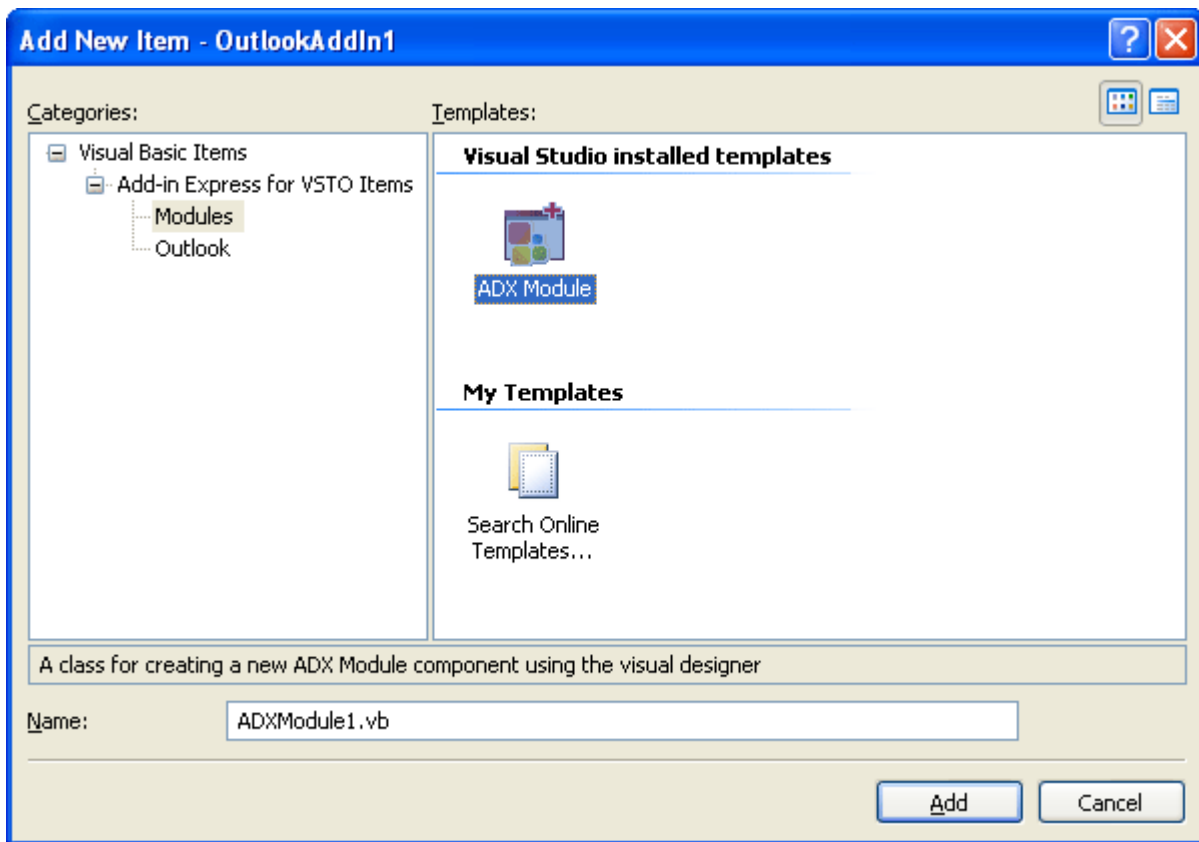 Add New Item - OutlookAddIn1
Categories:
Visual Basic Items
Add-in Express for VSTO Items
Modules
Outlook
Templates:
Visual Studio installed templates
ADX Module
My Templates
Search Online
Templates...
A class for creating a new ADX Module component using the visual designer
Name:
ADXModule1.vb
Add
Cancel